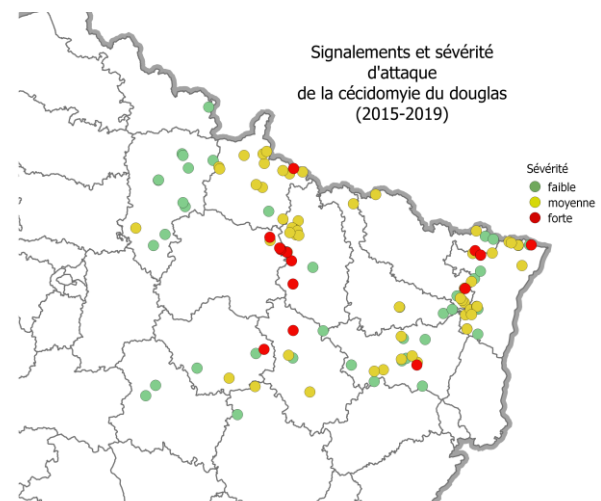 Signalements et sévérité
d'attaque
de la cécidomyie du douglas
(2015-2019)
Sévérité
faible
moyenne
forte